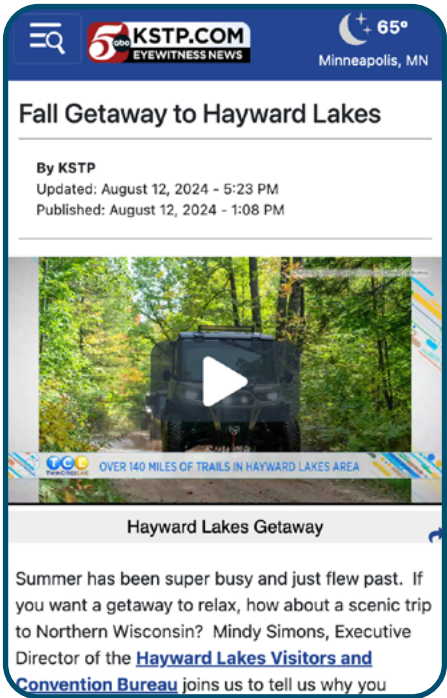 5
abc
KSTP.COM
EYEWITNESS NEWS
65°
Minneapolis, MN
Fall Getaway to Hayward Lakes
By KSTP
Updated: August 12, 2024 - 5:23 PM
Published: August 12, 2024 - 1:08 PM
TCL
OVER 140 MILES OF TRAILS IN HAYWARD LAKES AREA
Hayward Lakes Getaway
Summer has been super busy and just flew past. If
you want a getaway to relax, how about a scenic trip
to Northern Wisconsin? Mindy Simons, Executive
Director of the Hayward Lakes Visitors and
Convention Bureau joins us to tell us why you